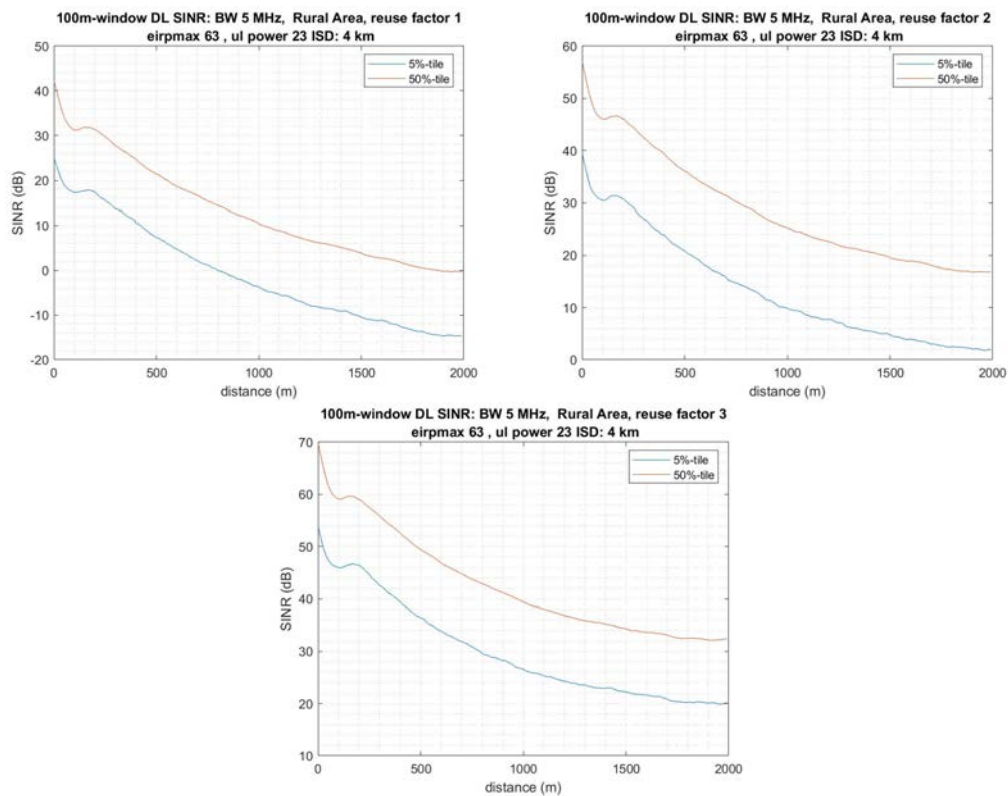 100m-window DL SINR: BW 5 MHz, Rural Area, reuse factor 1
eirpmax 63 , ul power 23 ISD: 4 km
50
40
30
20
10
0
-10
-20
SINR (dB)
5%-tile
50%-tile
0
500
1000
1500
2000
distance (m)
100m-window DL SINR: BW 5 MHz, Rural Area, reuse factor 2
eirpmax 63 , ul power 23 ISD: 4 km
60
50
40
30
20
10
0
SINR (dB)
5%-tile
50%-tile
0
500
1000
1500
2000
distance (m)
100m-window DL SINR: BW 5 MHz, Rural Area, reuse factor 3
eirpmax 63 , ul power 23 ISD: 4 km
70
60
50
40
30
20
10
SINR (dB)
5%-tile
50%-tile
0
500
1000
1500
2000
distance (m)